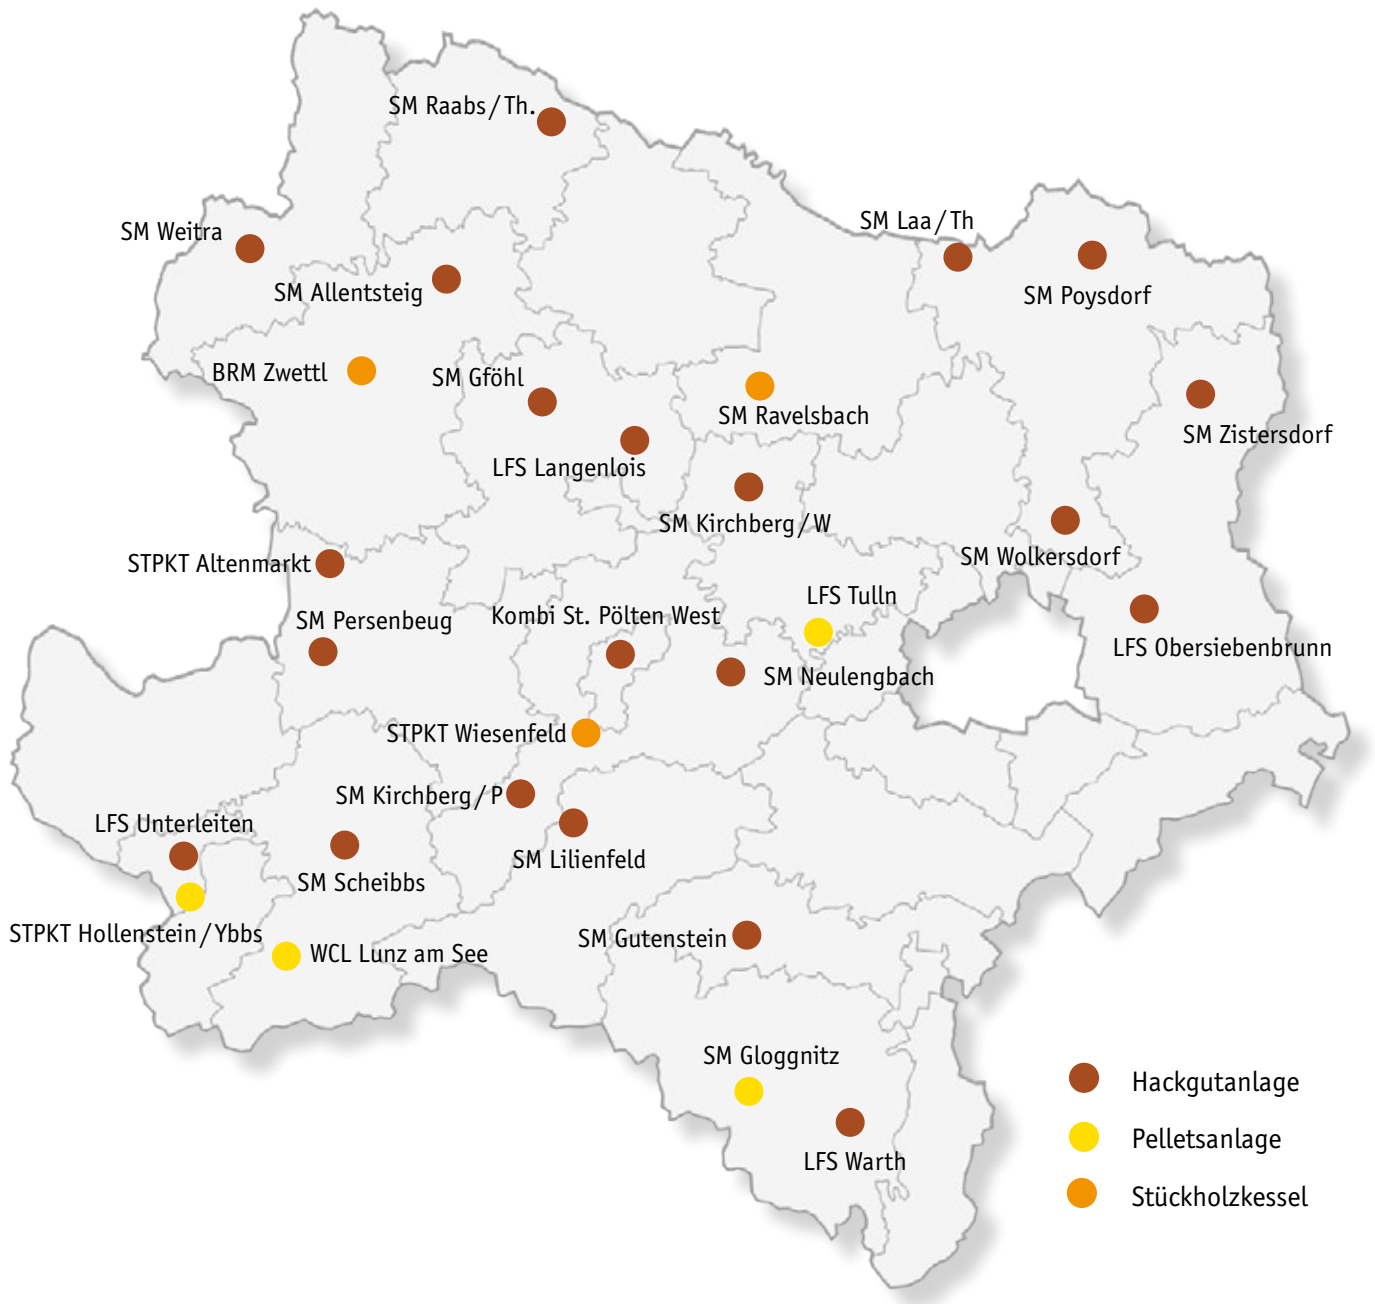 SM Raabs/Th.
SM Weitra
SM Laa/Th
SM Allentsteig
SM Poysdorf
BRM Zwettl
SM Gföhl
SM Ravelsbach
SM Zistersdorf
LFS Langenlois
SM Kirchberg/W
SM Wolkersdorf
STPKT Altenmarkt
LFS Tulln
SM Persenbeug
Kombi St. Pölten West
LFS Obersiebenbrunn
SM Neulengbach
STPKT Wiesenfeld
SM Kirchberg/P
LFS Unterleiten
SM Lilienfeld
SM Scheibbs
STPKT Hollenstein/Ybbs
SM Gutenstein
WCL Lunz am See
SM Gloggnitz
LFS Warth
Hackgutanlage
Pelletsanlage
Stückholzkessel